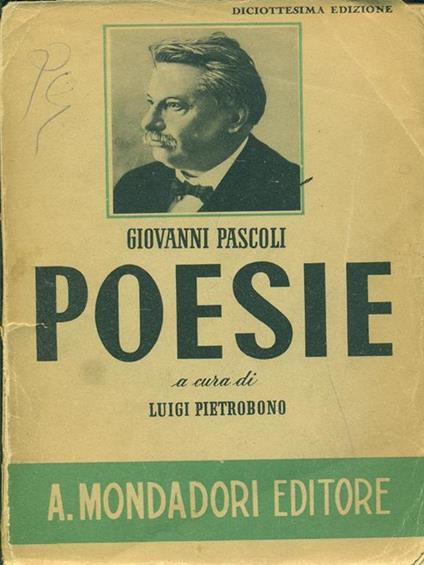 DICIOTTESIMA EDIZIONE
GIOVANNI PASCOLI
POESIE
a cura di
LUIGI PIETROBONO
A. MONDADORI EDITORE